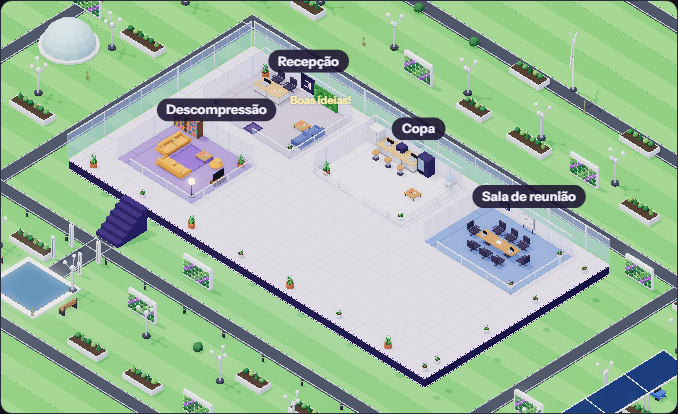 Recepção
Boas ideias!
Descompressão
Copa
Sala de reunião